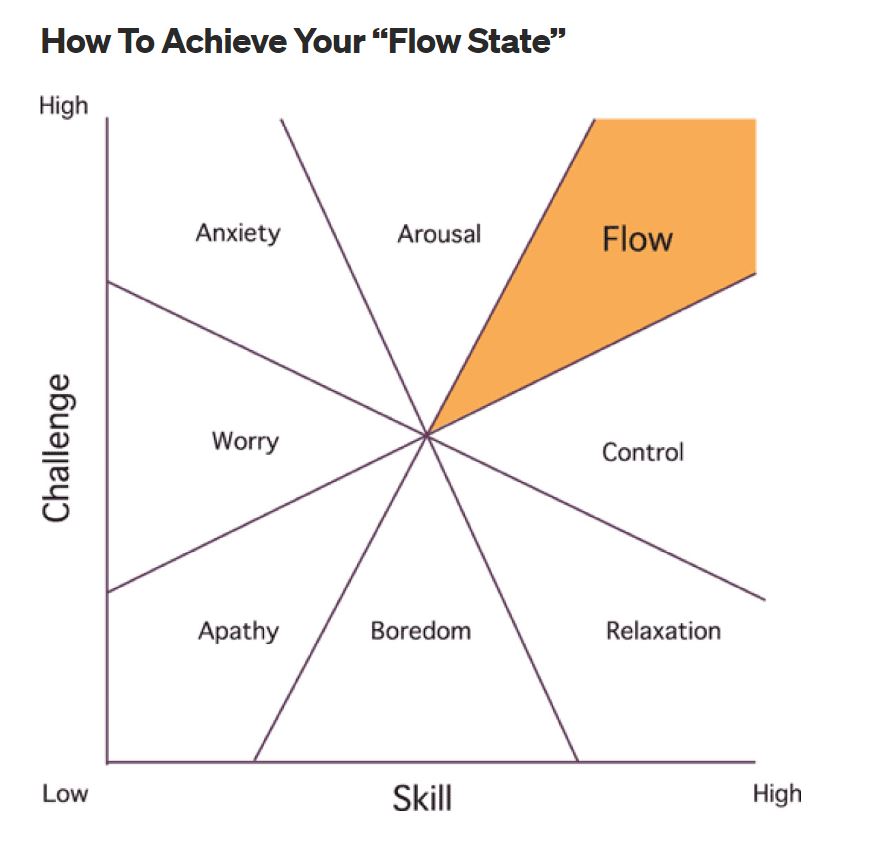 How To Achieve Your “Flow State”
High
Anxiety
Arousal
Flow
Challenge
Worry
Control
Apathy
Boredom
Relaxation
Low
Skill
High